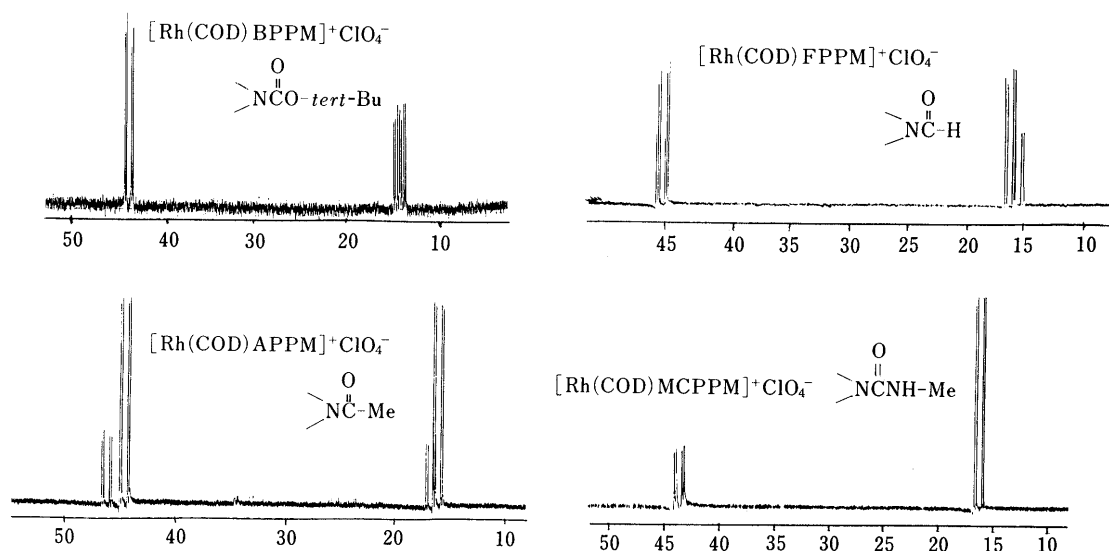 [Rh(COD)BPPM]⁺ClO₄⁻
O
NCO-tert-Bu
50 40 30 20 10
[Rh(COD)FPPM]⁺ClO₄⁻
O
NC-H
45 40 35 30 25 20 15 10
[Rh(COD)APPM]⁺ClO₄⁻
O
NC-Me
50 40 30 20 10
O
[Rh(COD)MCPPM]⁺ClO₄⁻ NCNH-Me
50 45 40 35 30 25 20 15 10